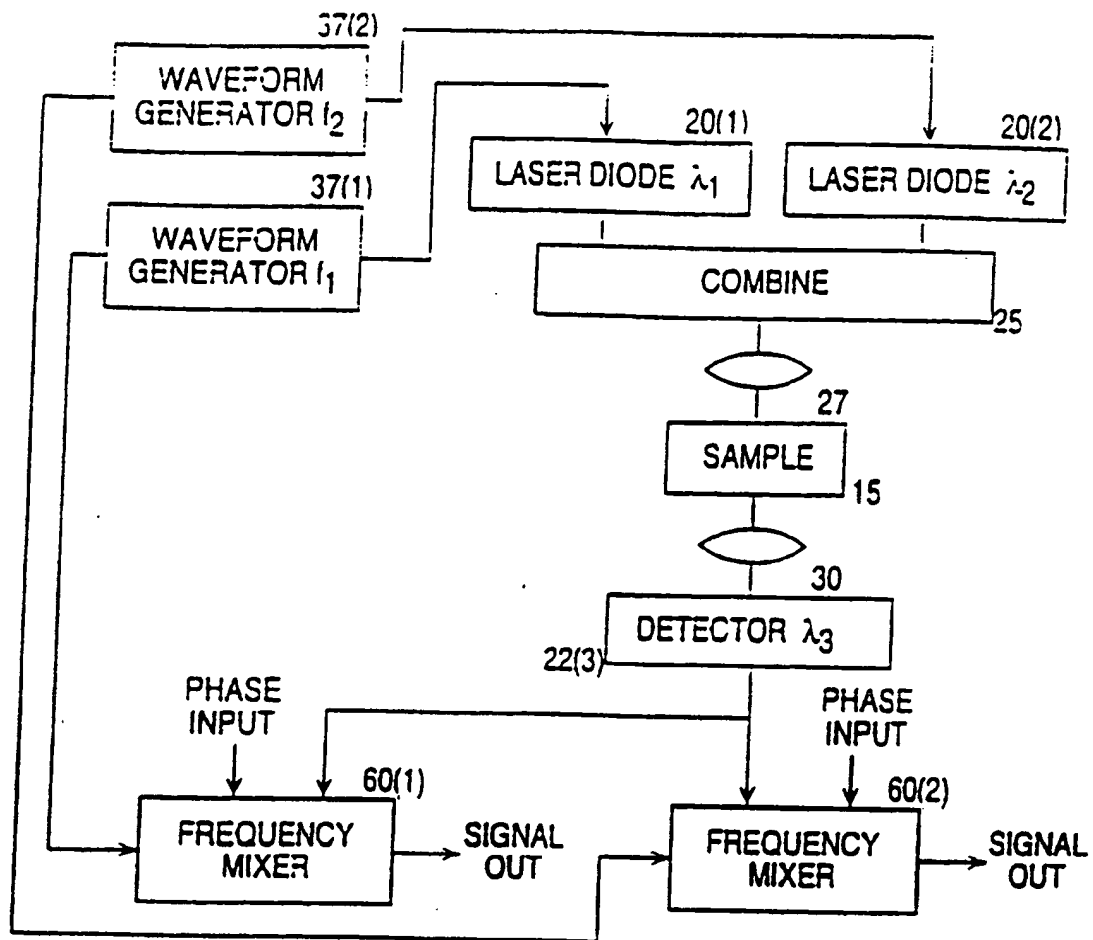 37(2)
WAVEFORM
GENERATOR f2
20(1)
20(2)
LASER DIODE λ1
LASER DIODE λ2
37(1)
WAVEFORM
GENERATOR f1
COMBINE
25
27
SAMPLE
15
30
DETECTOR λ3
22(3)
PHASE
INPUT
PHASE
INPUT
60(1)
60(2)
FREQUENCY
MIXER
SIGNAL
OUT
FREQUENCY
MIXER
SIGNAL
OUT